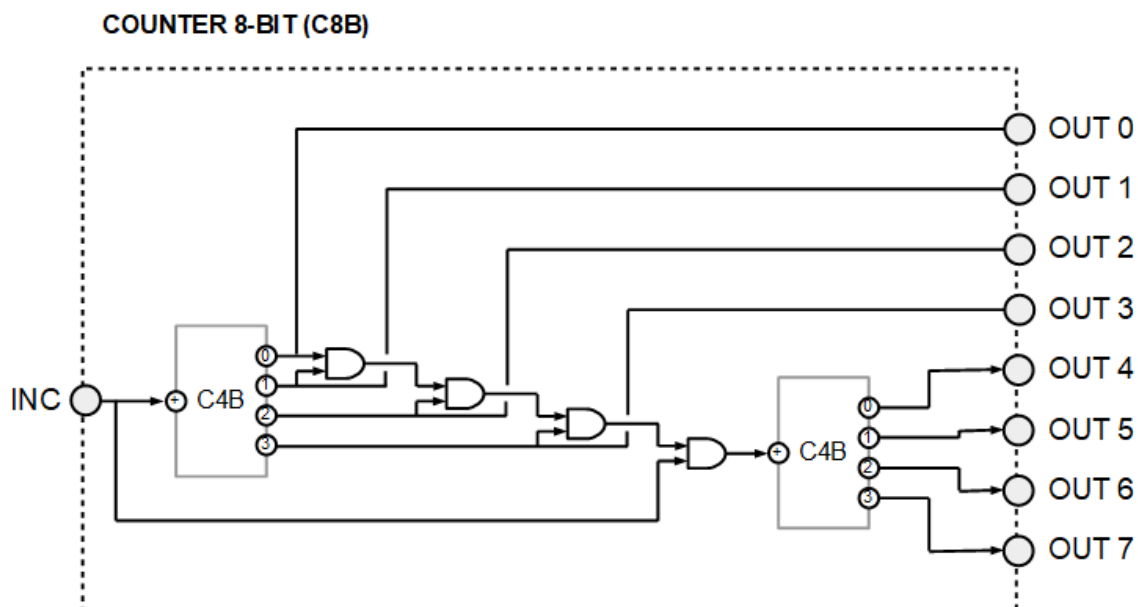 COUNTER 8-BIT (C8B)
OUT 0
OUT 1
OUT 2
OUT 3
0
1
C4B
2
3
INC
+
OUT 4
0
1
C4B
2
3
+
OUT 5
OUT 6
OUT 7